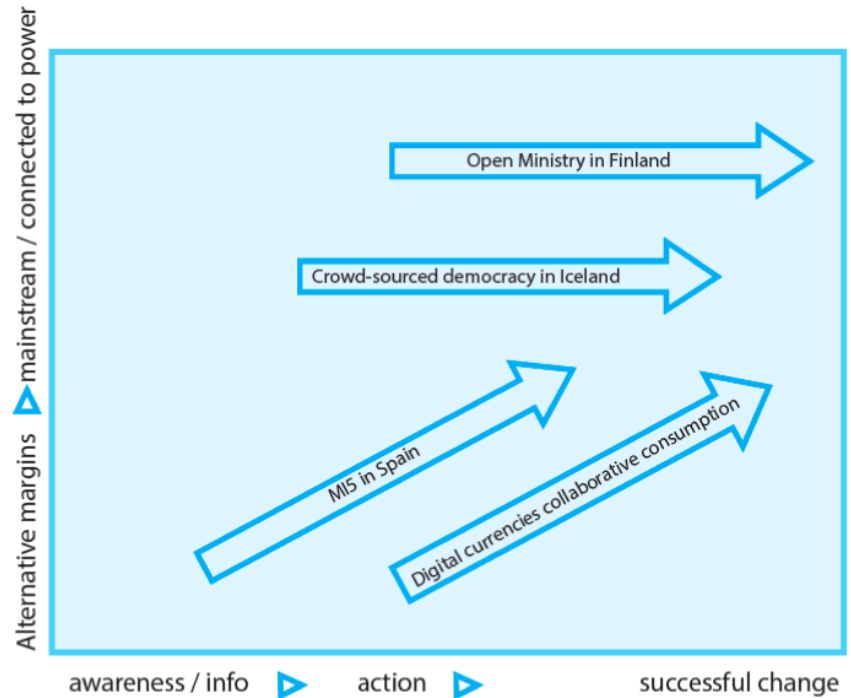 Alternative margins mainstream / connected to power
Open Ministry in Finland
Crowd-sourced democracy in Iceland
MI5 in Spain
Digital currencies collaborative consumption
awareness / info action successful change